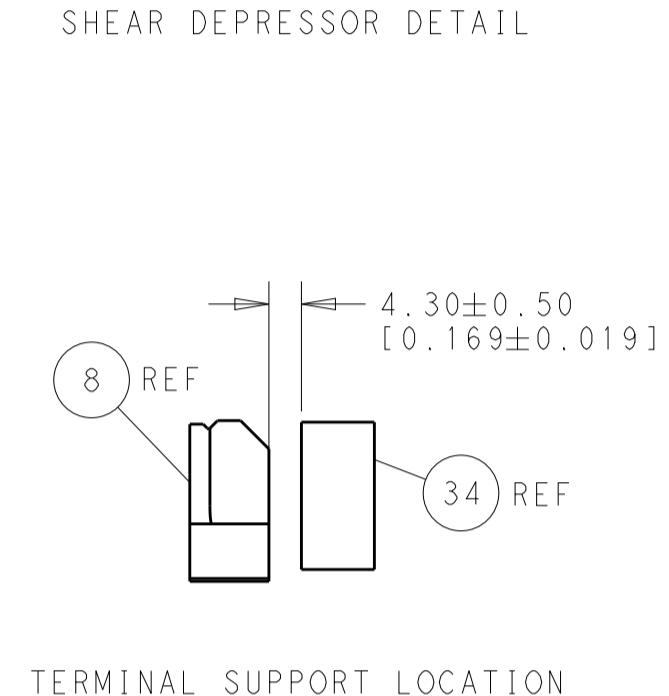 SHEAR DEPRESSOR DETAIL
4.30±0.50
[0.169±0.019]
8 REF
34 REF
TERMINAL SUPPORT LOCATION